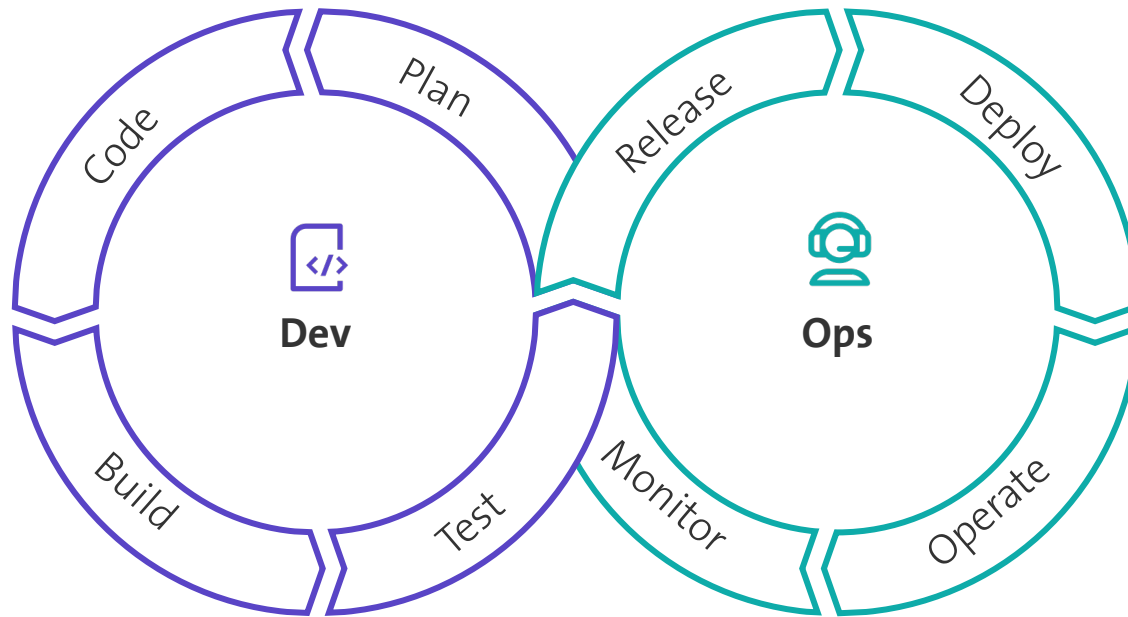 Plan
Code
Build
Test
Release
Deploy
Operate
Monitor
Dev
Ops